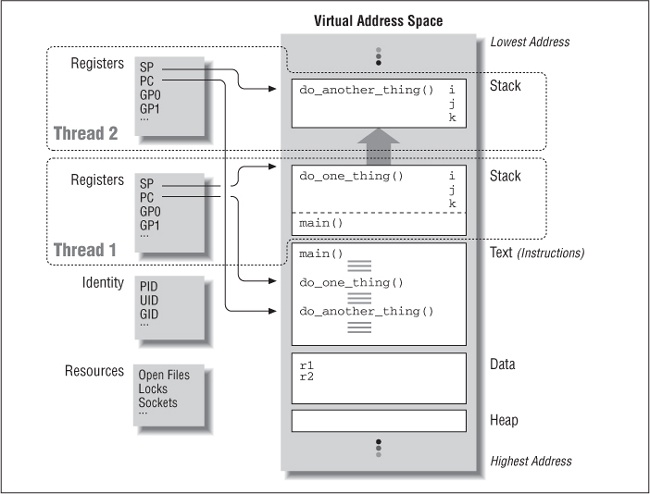 Virtual Address Space
Lowest Address
Registers
SP
PC
GP0
GP1
...
Thread 2
do_another_thing() i
j
k
Stack
Registers
SP
PC
GP0
GP1
...
Thread 1
do_one_thing() i
j
k
main()
Stack
main()
do_one_thing()
do_another_thing()
Text (Instructions)
Identity
PID
UID
GID
...
Resources
Open Files
Locks
Sockets
...
r1
r2
Data
Heap
Highest Address